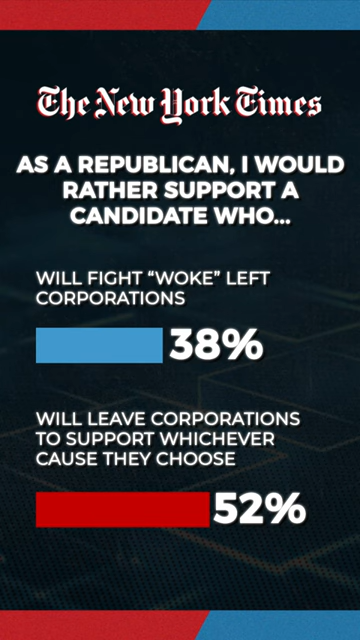 The New York Times
AS A REPUBLICAN, I WOULD
RATHER SUPPORT A
CANDIDATE WHO...
WILL FIGHT “WOKE” LEFT
CORPORATIONS
38%
WILL LEAVE CORPORATIONS
TO SUPPORT WHICHEVER
CAUSE THEY CHOOSE
52%